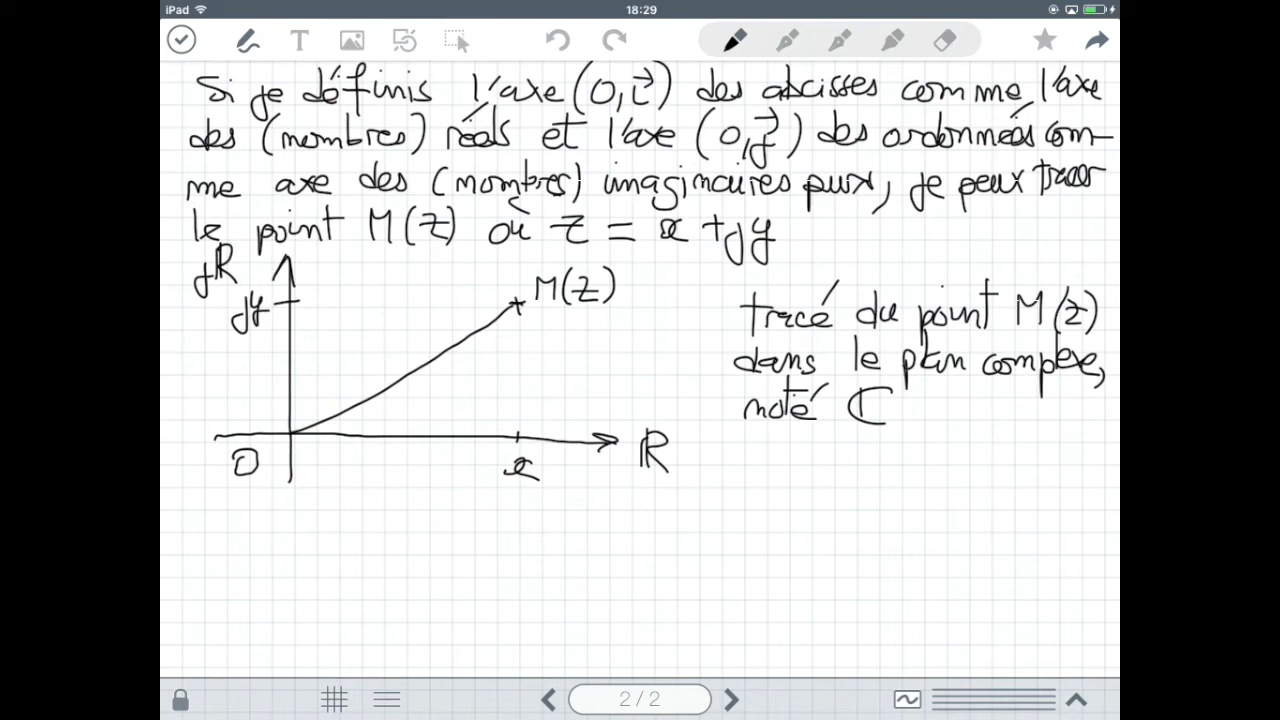 iPad 18:29
T
Si je définis l'axe (O, i) des abcisses comme l'axe
des (nombres) réels et l'axe (O, j) des ordonnées com-
me axe des (nombres) imaginaires purs, je peux tracer
le point M(Z) où Z = x + jy
jR
jy
M(Z)
tracé du point M(z)
dans le plan complexe,
noté ℂ
O x ℝ
2 / 2